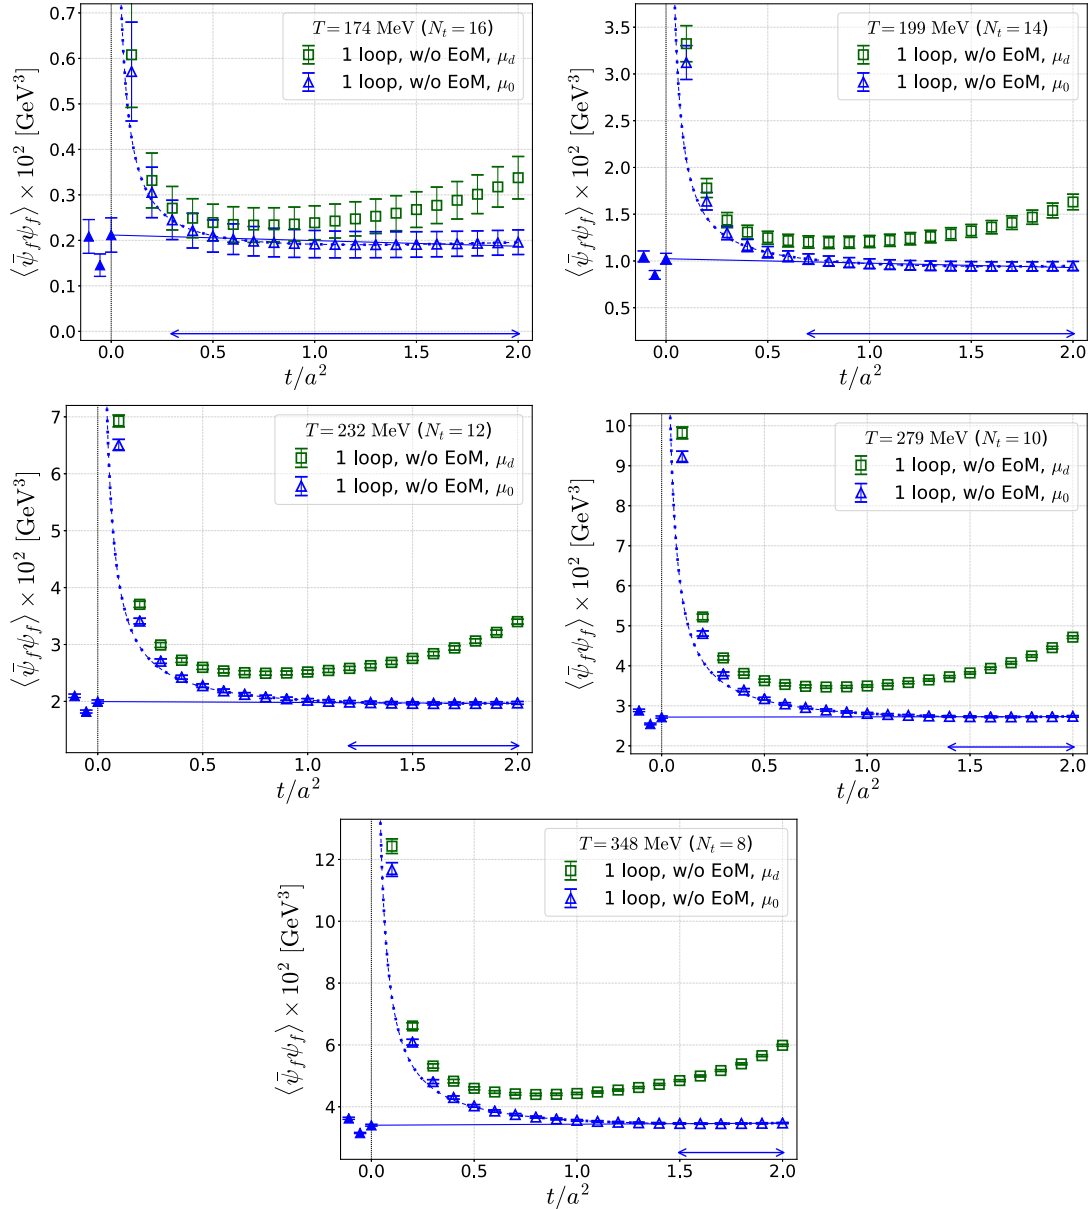 T = 174 MeV (N_t = 16)
1 loop, w/o EoM, μ_d
1 loop, w/o EoM, μ_0
⟨ψ̄_f ψ_f⟩ × 10² [GeV³]
0.7
0.6
0.5
0.4
0.3
0.2
0.1
0.0
0.0 0.5 1.0 1.5 2.0
t/a²
T = 199 MeV (N_t = 14)
1 loop, w/o EoM, μ_d
1 loop, w/o EoM, μ_0
⟨ψ̄_f ψ_f⟩ × 10² [GeV³]
3.5
3.0
2.5
2.0
1.5
1.0
0.5
0.0 0.5 1.0 1.5 2.0
t/a²
T = 232 MeV (N_t = 12)
1 loop, w/o EoM, μ_d
1 loop, w/o EoM, μ_0
⟨ψ̄_f ψ_f⟩ × 10² [GeV³]
7
6
5
4
3
2
0.0 0.5 1.0 1.5 2.0
t/a²
T = 279 MeV (N_t = 10)
1 loop, w/o EoM, μ_d
1 loop, w/o EoM, μ_0
⟨ψ̄_f ψ_f⟩ × 10² [GeV³]
10
9
8
7
6
5
4
3
2
0.0 0.5 1.0 1.5 2.0
t/a²
T = 348 MeV (N_t = 8)
1 loop, w/o EoM, μ_d
1 loop, w/o EoM, μ_0
⟨ψ̄_f ψ_f⟩ × 10² [GeV³]
12
10
8
6
4
0.0 0.5 1.0 1.5 2.0
t/a²